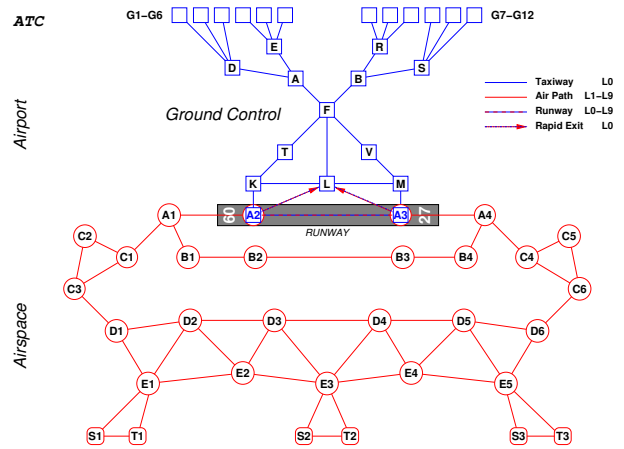 ATC
G1–G6
G7–G12
E
R
D
A
B
S
Taxiway L0
Air Path L1–L9
Runway L0–L9
Rapid Exit L0
Airport
Ground Control
F
T
V
K
L
M
A1
60
A2
A3
27
A4
RUNWAY
C2
C1
B1
B2
B3
B4
C4
C5
C3
C6
Airspace
D1
D2
D3
D4
D5
D6
E1
E2
E3
E4
E5
S1
T1
S2
T2
S3
T3